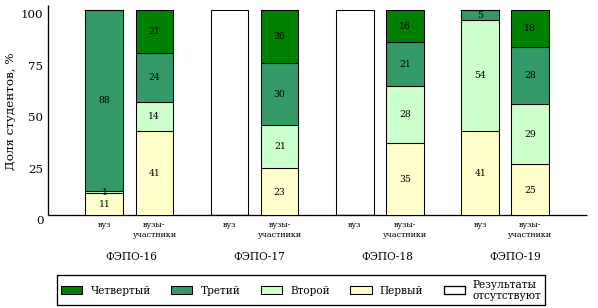 Доля студентов, %
100
75
50
25
0
88
1
11
21
24
14
41
26
30
21
23
16
21
28
35
5
54
41
18
28
29
25
вуз
вузы-
участники
вуз
вузы-
участники
вуз
вузы-
участники
вуз
вузы-
участники
ФЭПО-16
ФЭПО-17
ФЭПО-18
ФЭПО-19
Четвертый
Третий
Второй
Первый
Результаты
отсутствуют